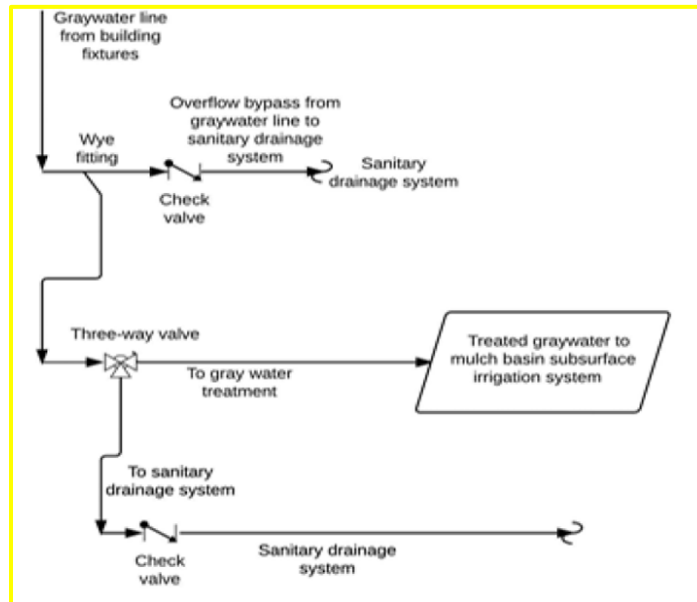 Graywater line
from building
fixtures
Overflow bypass from
graywater line to
sanitary drainage
system
Wye
fitting
Sanitary
drainage system
Check
valve
Three-way valve
Treated graywater to
mulch basin subsurface
irrigation system
To gray water
treatment
To sanitary
drainage system
Sanitary drainage
system
Check
valve